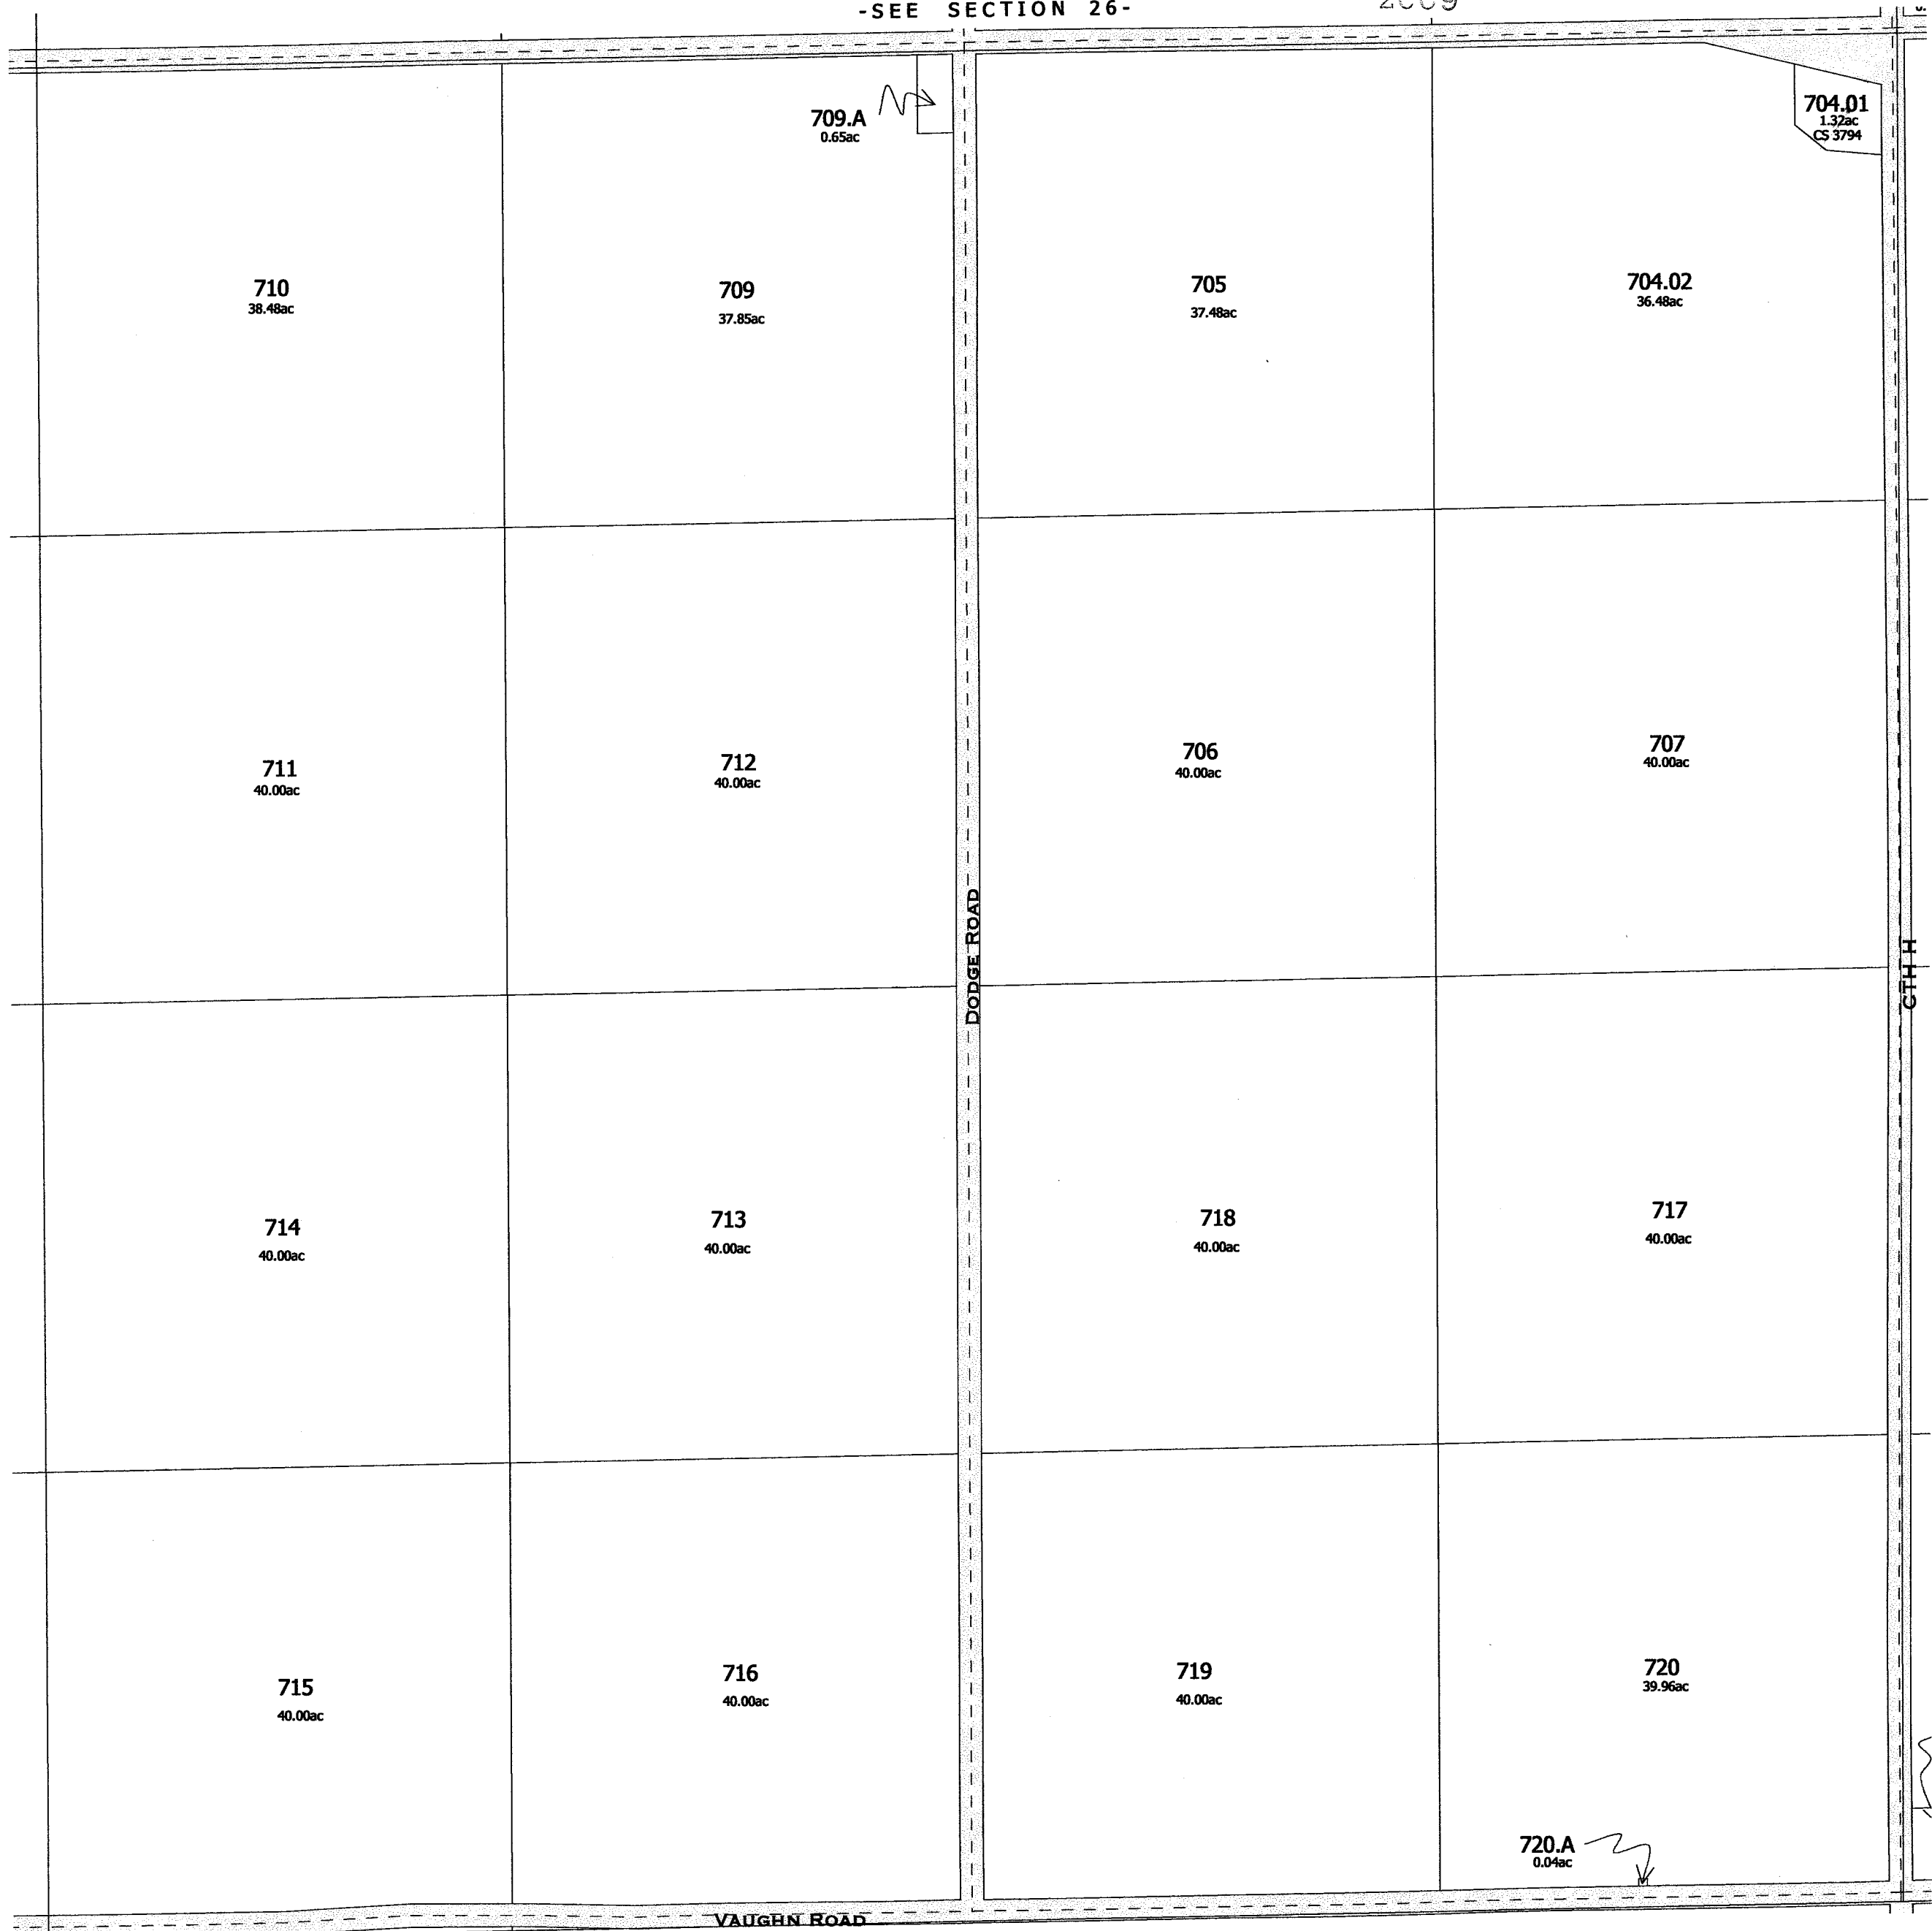 -SEE SECTION 26-
2009
709.A
0.65ac
704.01
1.32ac
CS 3794
710
38.48ac
709
37.85ac
705
37.48ac
704.02
36.48ac
711
40.00ac
712
40.00ac
706
40.00ac
707
40.00ac
DODGE ROAD
CTH H
714
40.00ac
713
40.00ac
718
40.00ac
717
40.00ac
715
40.00ac
716
40.00ac
719
40.00ac
720
39.96ac
720.A
0.04ac
VAUGHN ROAD